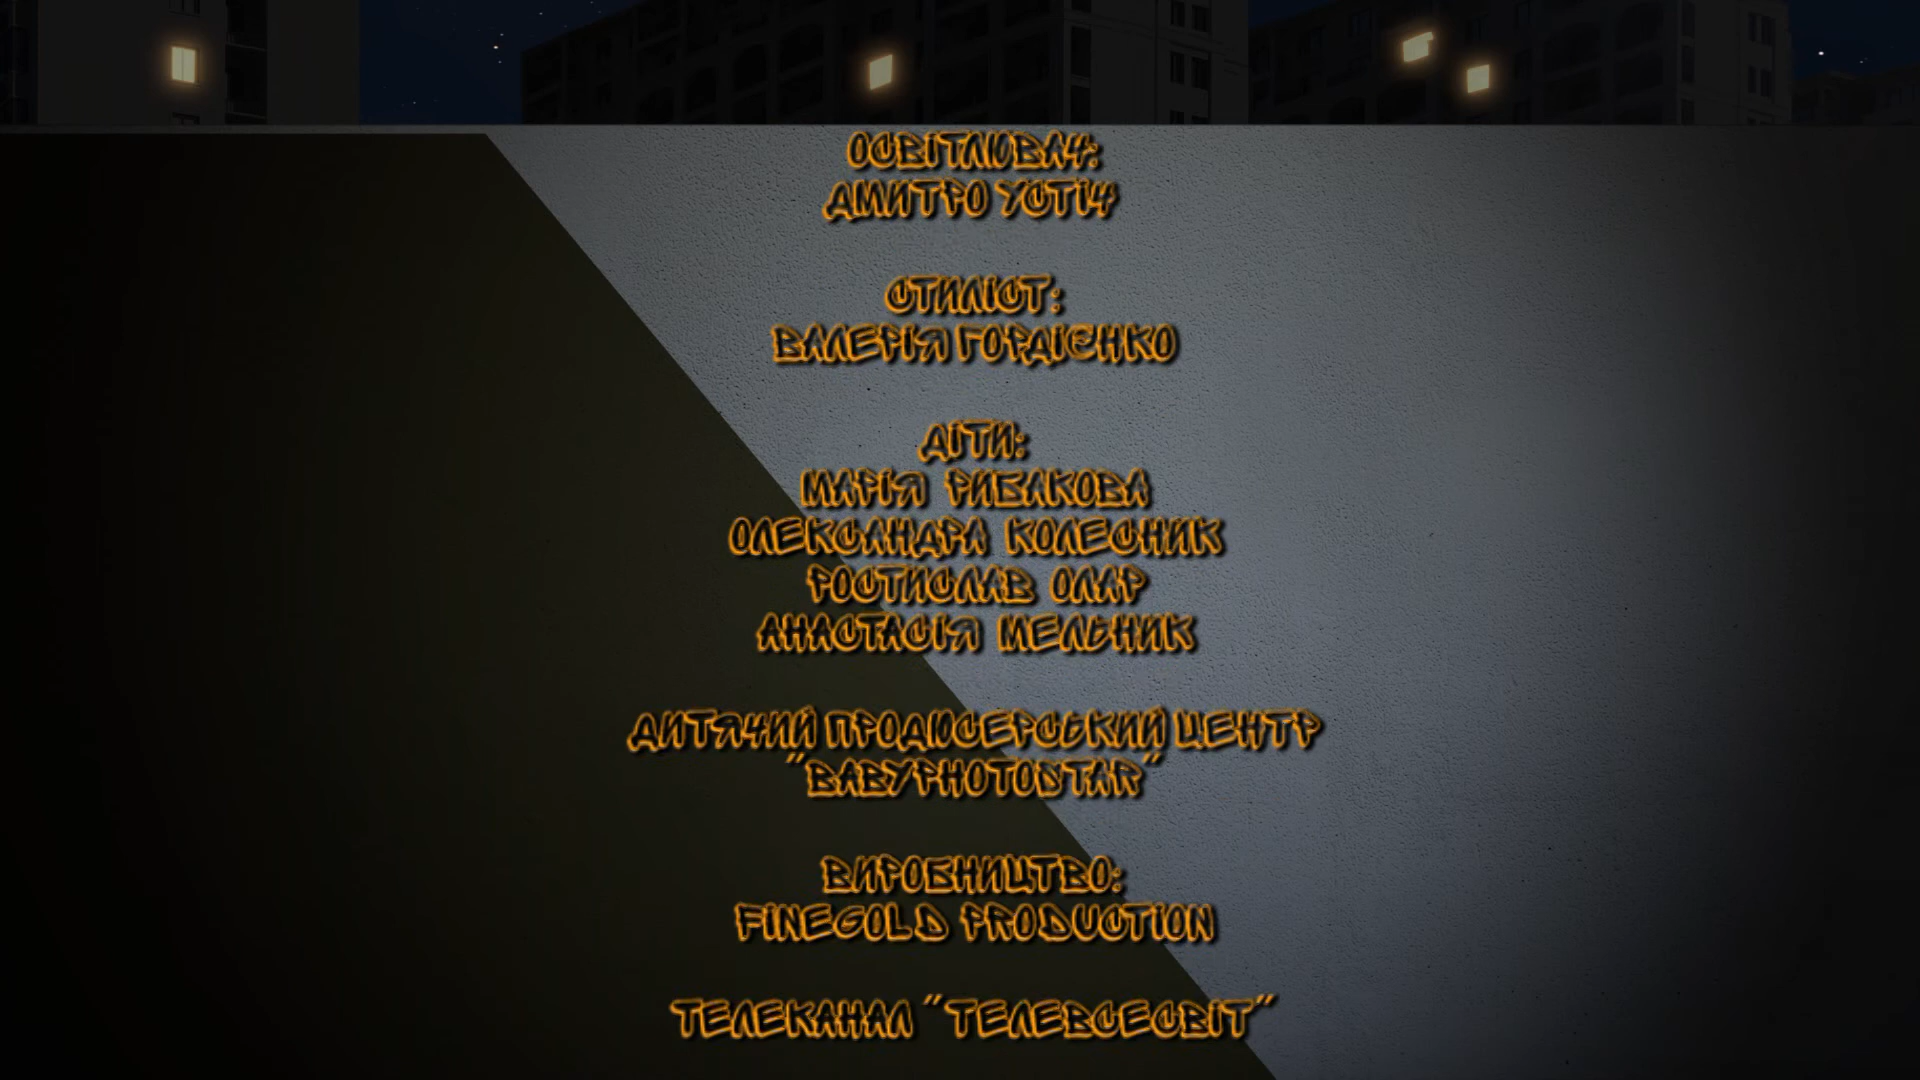 ОСВІТЛЮВАЧ:
ДМИТРО УСТІЧ
СТИЛІСТ:
ВАЛЕРІЯ ГОРДІЄНКО
ДІТИ:
МАРІЯ РИБАКОВА
ОЛЕКСАНДРА КОЛЕСНИК
РОСТИСЛАВ ОЛАР
АНАСТАСІЯ МЕЛЬНИК
ДИТЯЧИЙ ПРОДЮСЕРСЬКИЙ ЦЕНТР
"BABYPHOTOSTAR"
ВИРОБНИЦТВО:
FINEGOLD PRODUCTION
ТЕЛЕКАНАЛ "ТЕЛЕВСЕСВІТ"